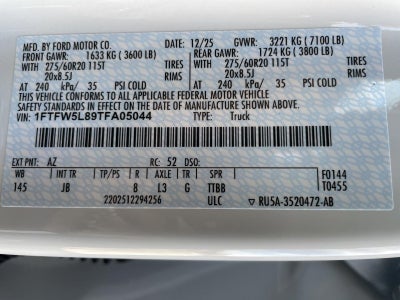 MFD. BY FORD MOTOR CO. 12/25 GVWR: 3221 KG (7100 LB)
FRONT GAWR: 1633 KG (3600 LB) REAR GAWR: 1724 KG (3800 LB)
WITH 275/60R20 115T TIRES WITH 275/60R20 115T TIRES
20x8.5J RIMS 20x8.5J RIMS
AT 240 kPa/ 35 PSI COLD AT 240 kPa/ 35 PSI COLD
THIS VEHICLE CONFORMS TO ALL APPLICABLE FEDERAL MOTOR VEHICLE
SAFETY STANDARDS IN EFFECT ON THE DATE OF MANUFACTURE SHOWN ABOVE.
VIN: 1FTFW5L89TFA05044 TYPE: Truck
EXT PNT: AZ RC: 52 DSO:
WB INT TR TP/PS R AXLE TR SPR F0144
145 JB 8 L3 G TTBB T0455
2202512294256 ULC RU5A-3520472-AB